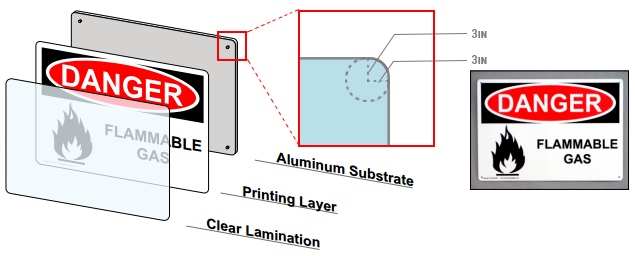 DANGER
FLAMMABLE
GAS
3IN
3IN
DANGER
FLAMMABLE
GAS
Aluminum Substrate
Printing Layer
Clear Lamination